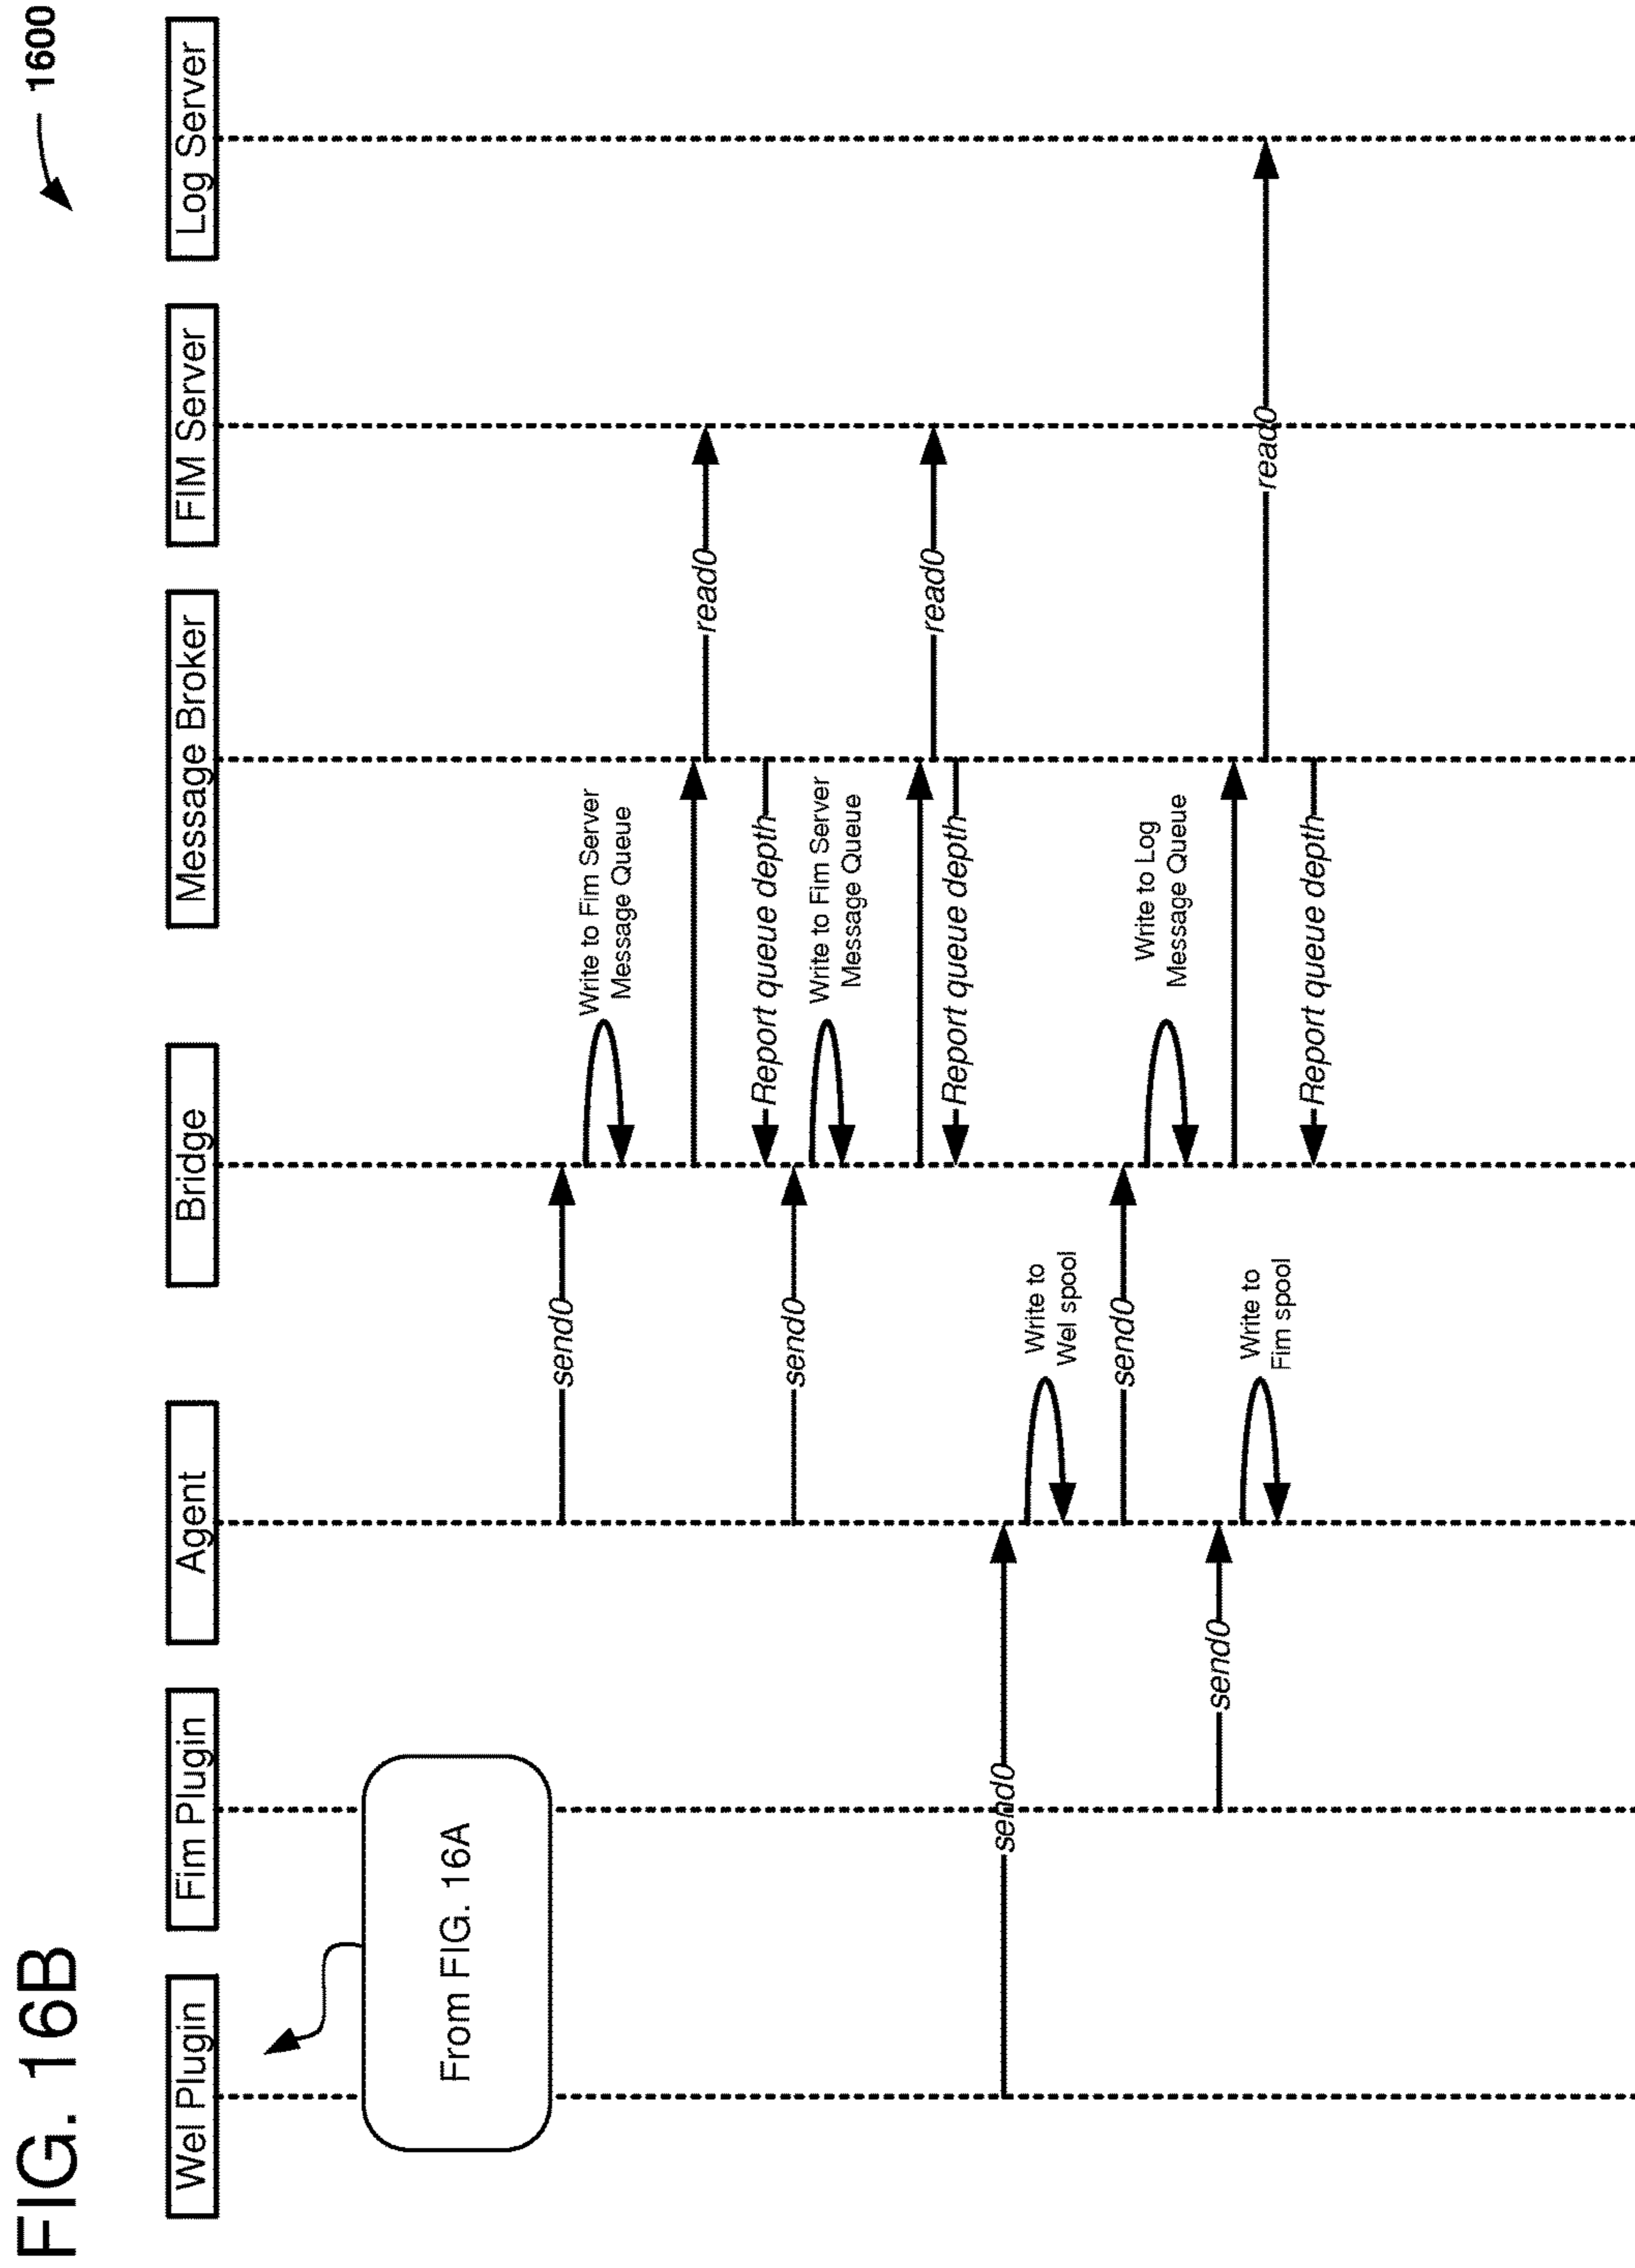 FIG. 16B
1600
Wel Plugin
Fim Plugin
Agent
Bridge
Message Broker
FIM Server
Log Server
From FIG. 16A
send0
Write to Fim Server
Message Queue
read0
Report queue depth
send0
Write to Fim Server
Message Queue
read0
Report queue depth
send0
Write to
Wel spool
send0
Write to Log
Message Queue
send0
Write to
Fim spool
read0
Report queue depth